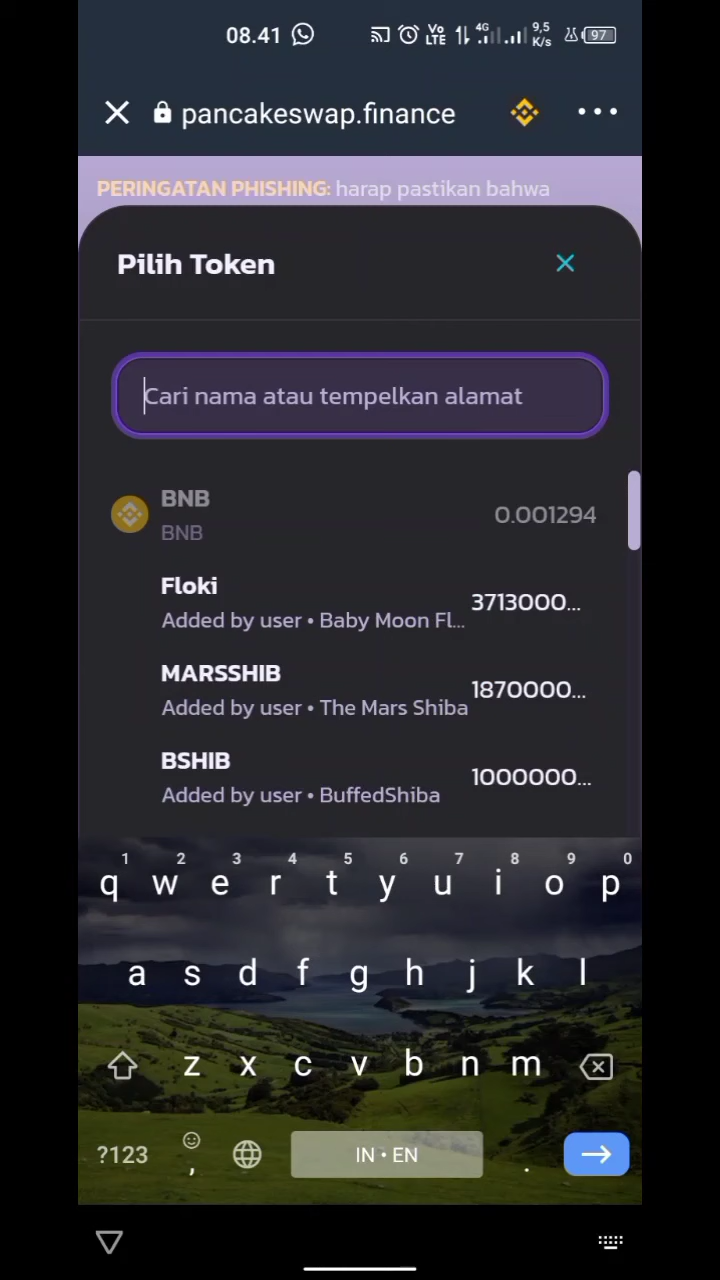 08.41 Vo LTE 4G 9,5 K/s 97
pancakeswap.finance
PERINGATAN PHISHING: harap pastikan bahwa
Pilih Token
Cari nama atau tempelkan alamat
BNB
BNB
0.001294
Floki
Added by user • Baby Moon Fl...
3713000...
MARSSHIB
Added by user • The Mars Shiba
1870000...
BSHIB
Added by user • BuffedShiba
1000000...
1 2 3 4 5 6 7 8 9 0
q w e r t y u i o p
a s d f g h j k l
z x c v b n m
?123 , IN • EN .